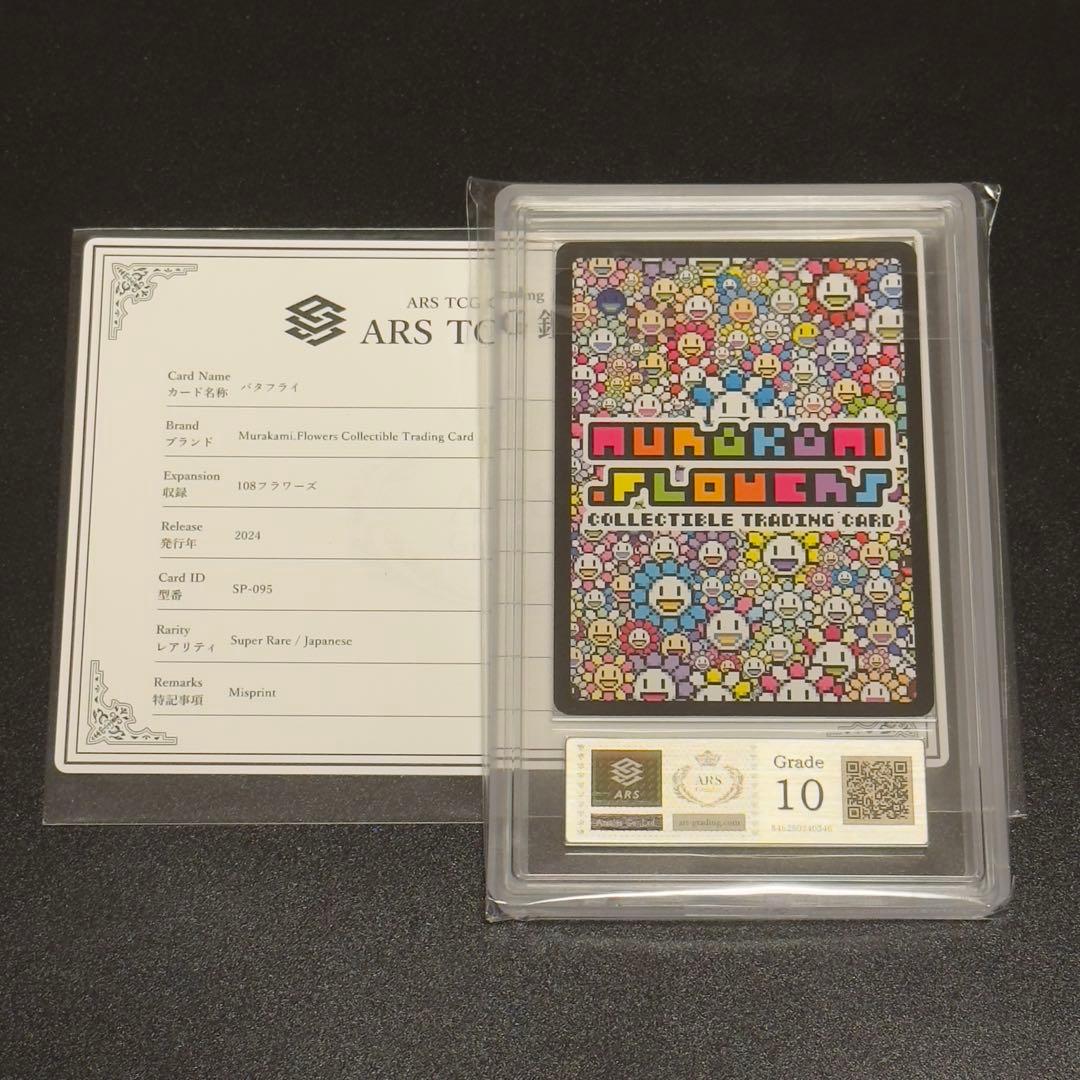 ARS TCG
ARS TCG 鑑
Card Name
カード名称 バタフライ
Brand
ブランド Murakami.Flowers Collectible Trading Card
Expansion
収録 108フラワーズ
Release
発行年 2024
Card ID
型番 SP-095
Rarity
レアリティ Super Rare / Japanese
Remarks
特記事項 Misprint
MURAKAMI
.FLOWERS
COLLECTIBLE TRADING CARD
ARS
ARS
Grade
10
ars-grading.com